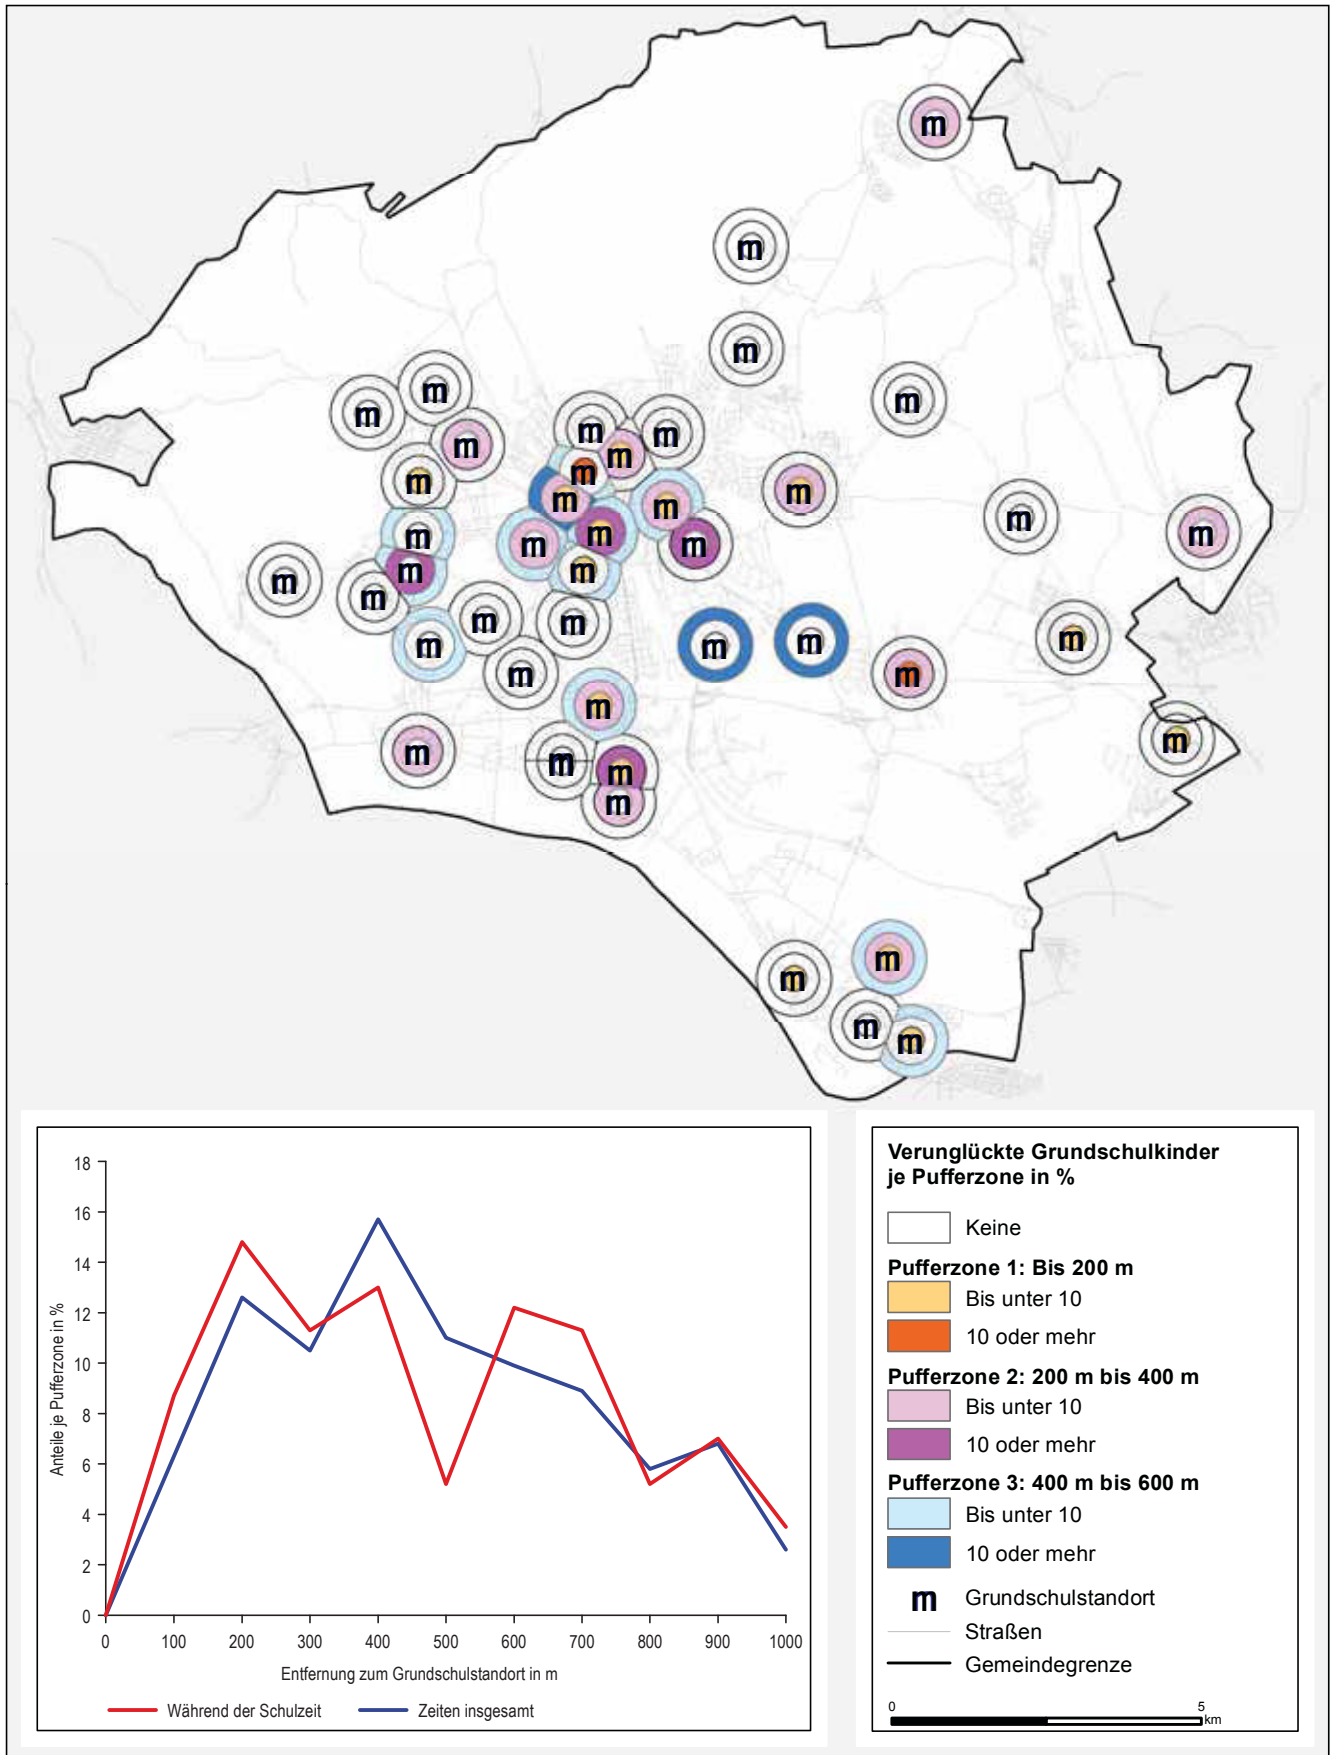 18
16
14
12
10
8
6
4
2
0
Anteile je Pufferzone in %
0 100 200 300 400 500 600 700 800 900 1000
Entfernung zum Grundschulstandort in m
Während der Schulzeit Zeiten insgesamt
Verunglückte Grundschulkinder
je Pufferzone in %
Keine
Pufferzone 1: Bis 200 m
Bis unter 10
10 oder mehr
Pufferzone 2: 200 m bis 400 m
Bis unter 10
10 oder mehr
Pufferzone 3: 400 m bis 600 m
Bis unter 10
10 oder mehr
m Grundschulstandort
Straßen
Gemeindegrenze
0 5
km